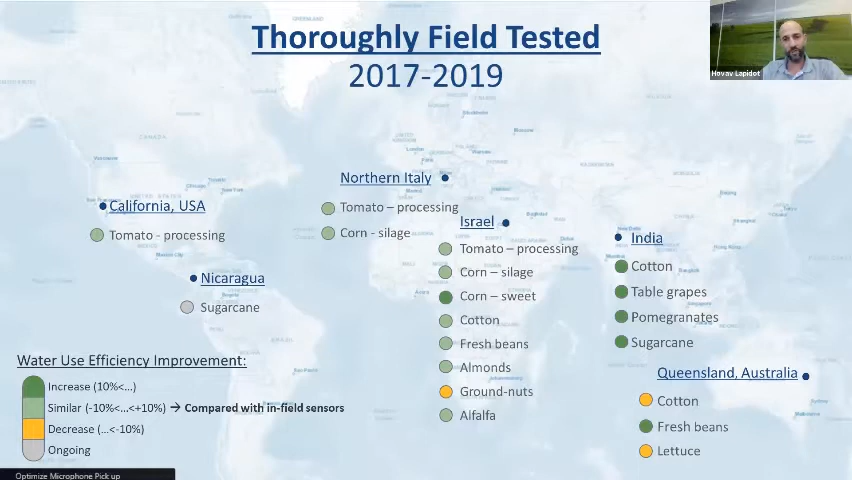 Thoroughly Field Tested
2017-2019
Hovav Lapidot
Northern Italy
Tomato – processing
Corn - silage
California, USA
Tomato - processing
Nicaragua
Sugarcane
Israel
Tomato – processing
Corn – silage
Corn – sweet
Cotton
Fresh beans
Almonds
Ground-nuts
Alfalfa
India
Cotton
Table grapes
Pomegranates
Sugarcane
Queensland, Australia
Cotton
Fresh beans
Lettuce
Water Use Efficiency Improvement:
Increase (10%<...)
Similar (-10%<...<+10%) → Compared with in-field sensors
Decrease (...<-10%)
Ongoing
Optimize Microphone Pick up